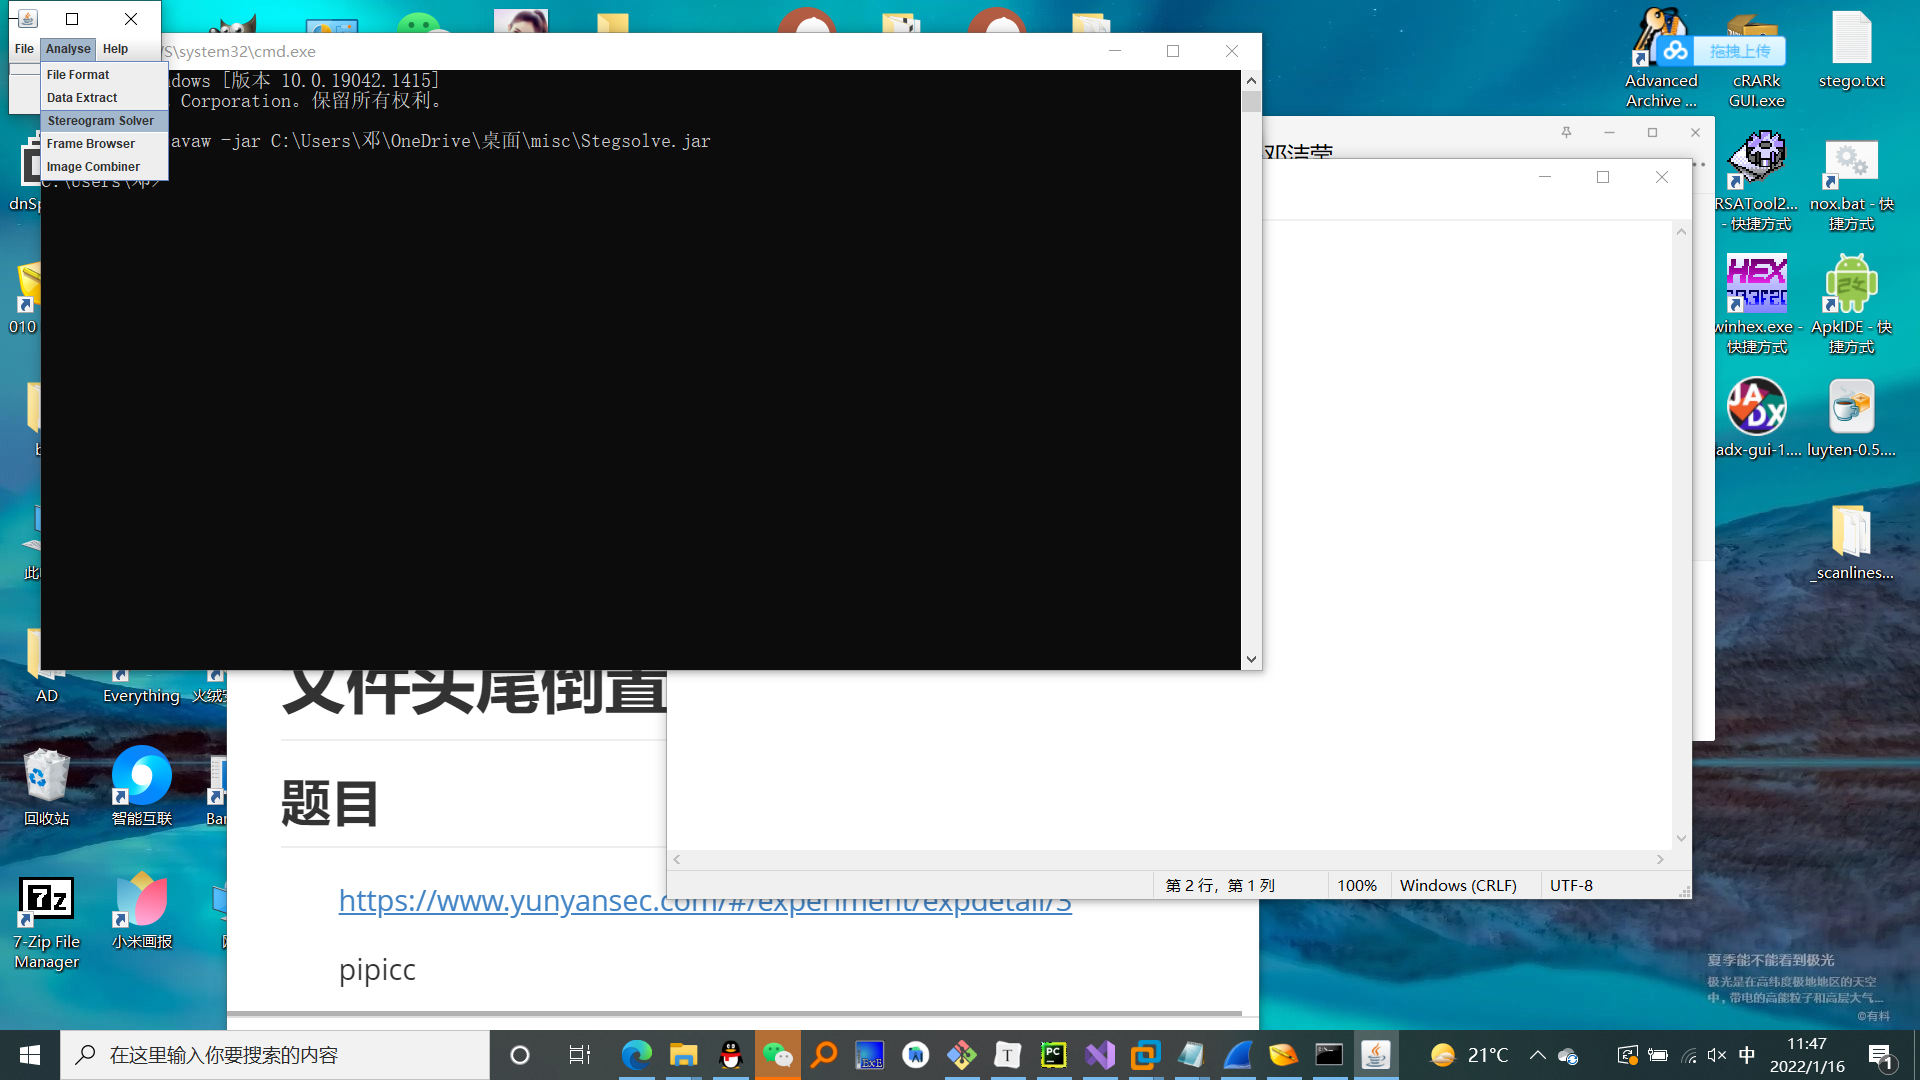 File Analyse Help
File Format
Data Extract
Stereogram Solver
Frame Browser
Image Combiner
S\system32\cmd.exe
ndows [版本 10.0.19042.1415]
Corporation。保留所有权利。
avaw -jar C:\Users\邓\OneDrive\桌面\misc\Stegsolve.jar
C:\Users\邓>
邓洁莹
拖拽上传
Advanced Archive ...
cRARk GUI.exe
stego.txt
RSATool2... - 快捷方式
nox.bat - 快捷方式
winhex.exe - 快捷方式
ApkIDE - 快捷方式
adx-gui-1....
luyten-0.5....
_scanlines...
dnSp
010
此
AD
Everything
火绒安
回收站
智能互联
Bar
7-Zip File Manager
小米画报
文件头尾倒置
题目
https://www.yunyansec.com/#/experiment/expdetail/3
pipicc
第 2 行，第 1 列
100%
Windows (CRLF)
UTF-8
夏季能不能看到极光
极光是在高纬度极地地区的天空
中，带电的高能粒子和高层大气...
©有料
在这里输入你要搜索的内容
21°C
中
11:47
2022/1/16
1